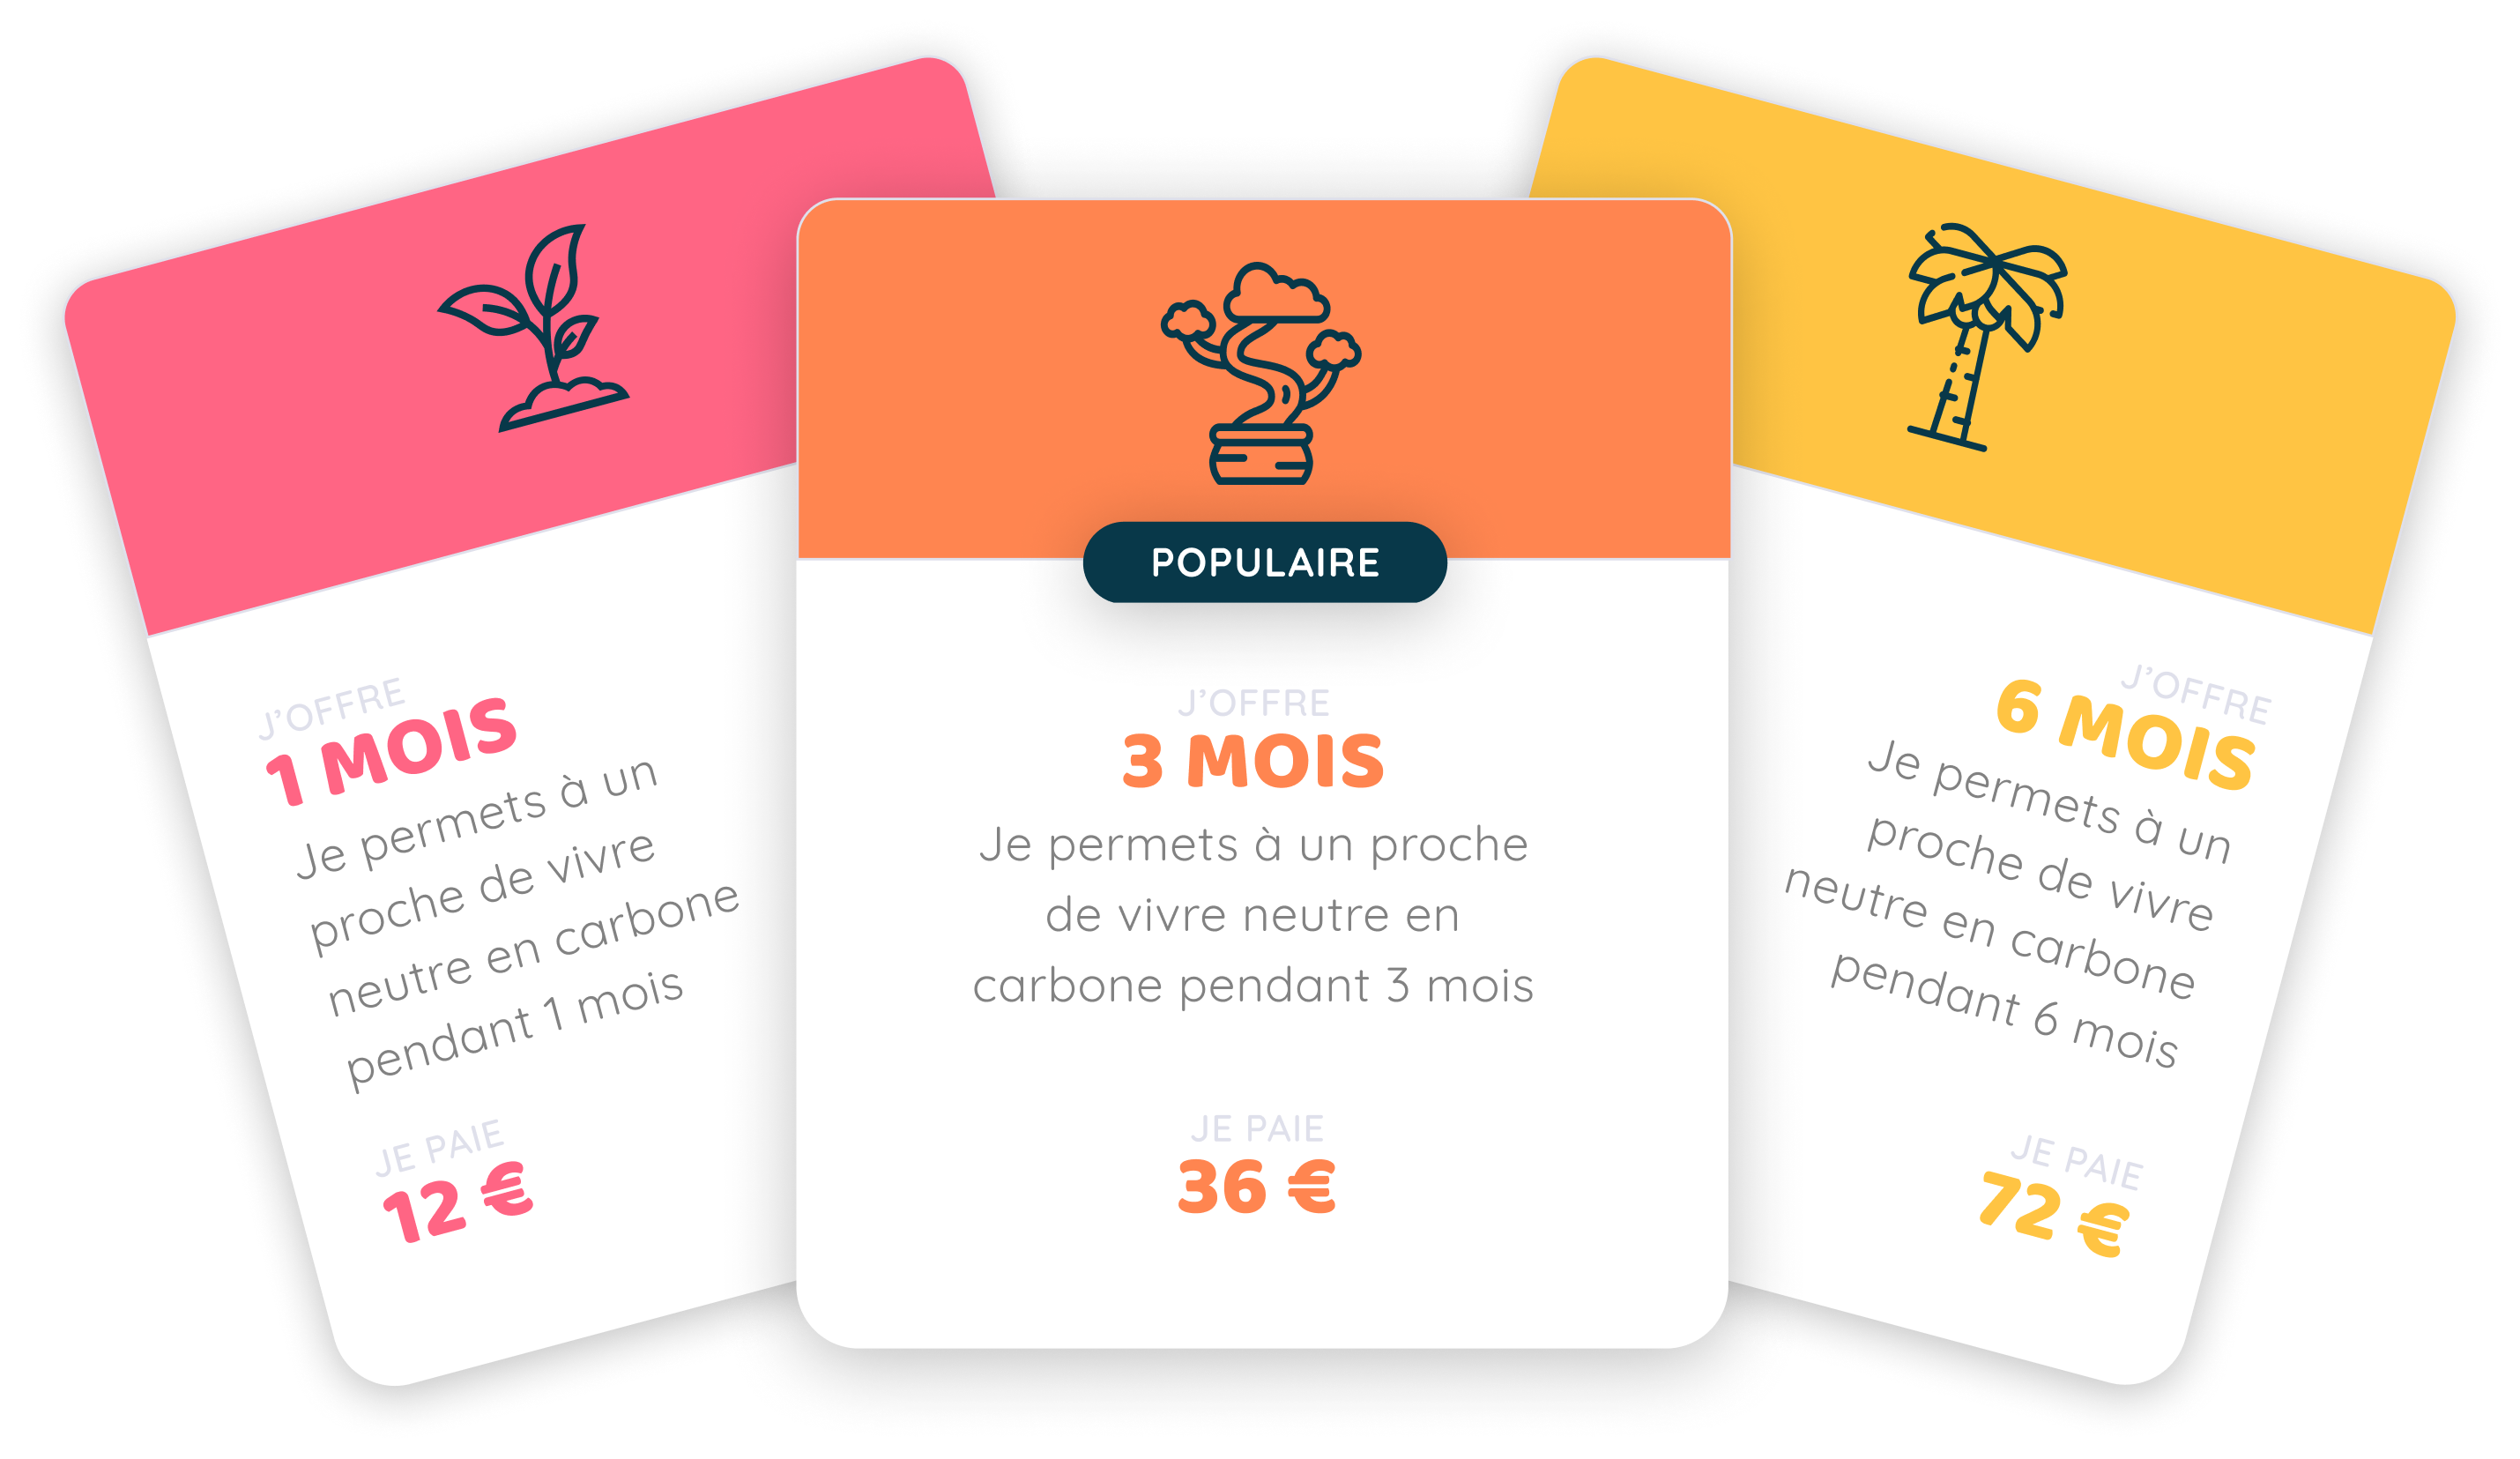 J'OFFRE
1 MOIS
Je permets à un
proche de vivre
neutre en carbone
pendant 1 mois
JE PAIE
12 €
POPULAIRE
J'OFFRE
3 MOIS
Je permets à un proche
de vivre neutre en
carbone pendant 3 mois
JE PAIE
36 €
J'OFFRE
6 MOIS
Je permets à un
proche de vivre
neutre en carbone
pendant 6 mois
JE PAIE
72 €